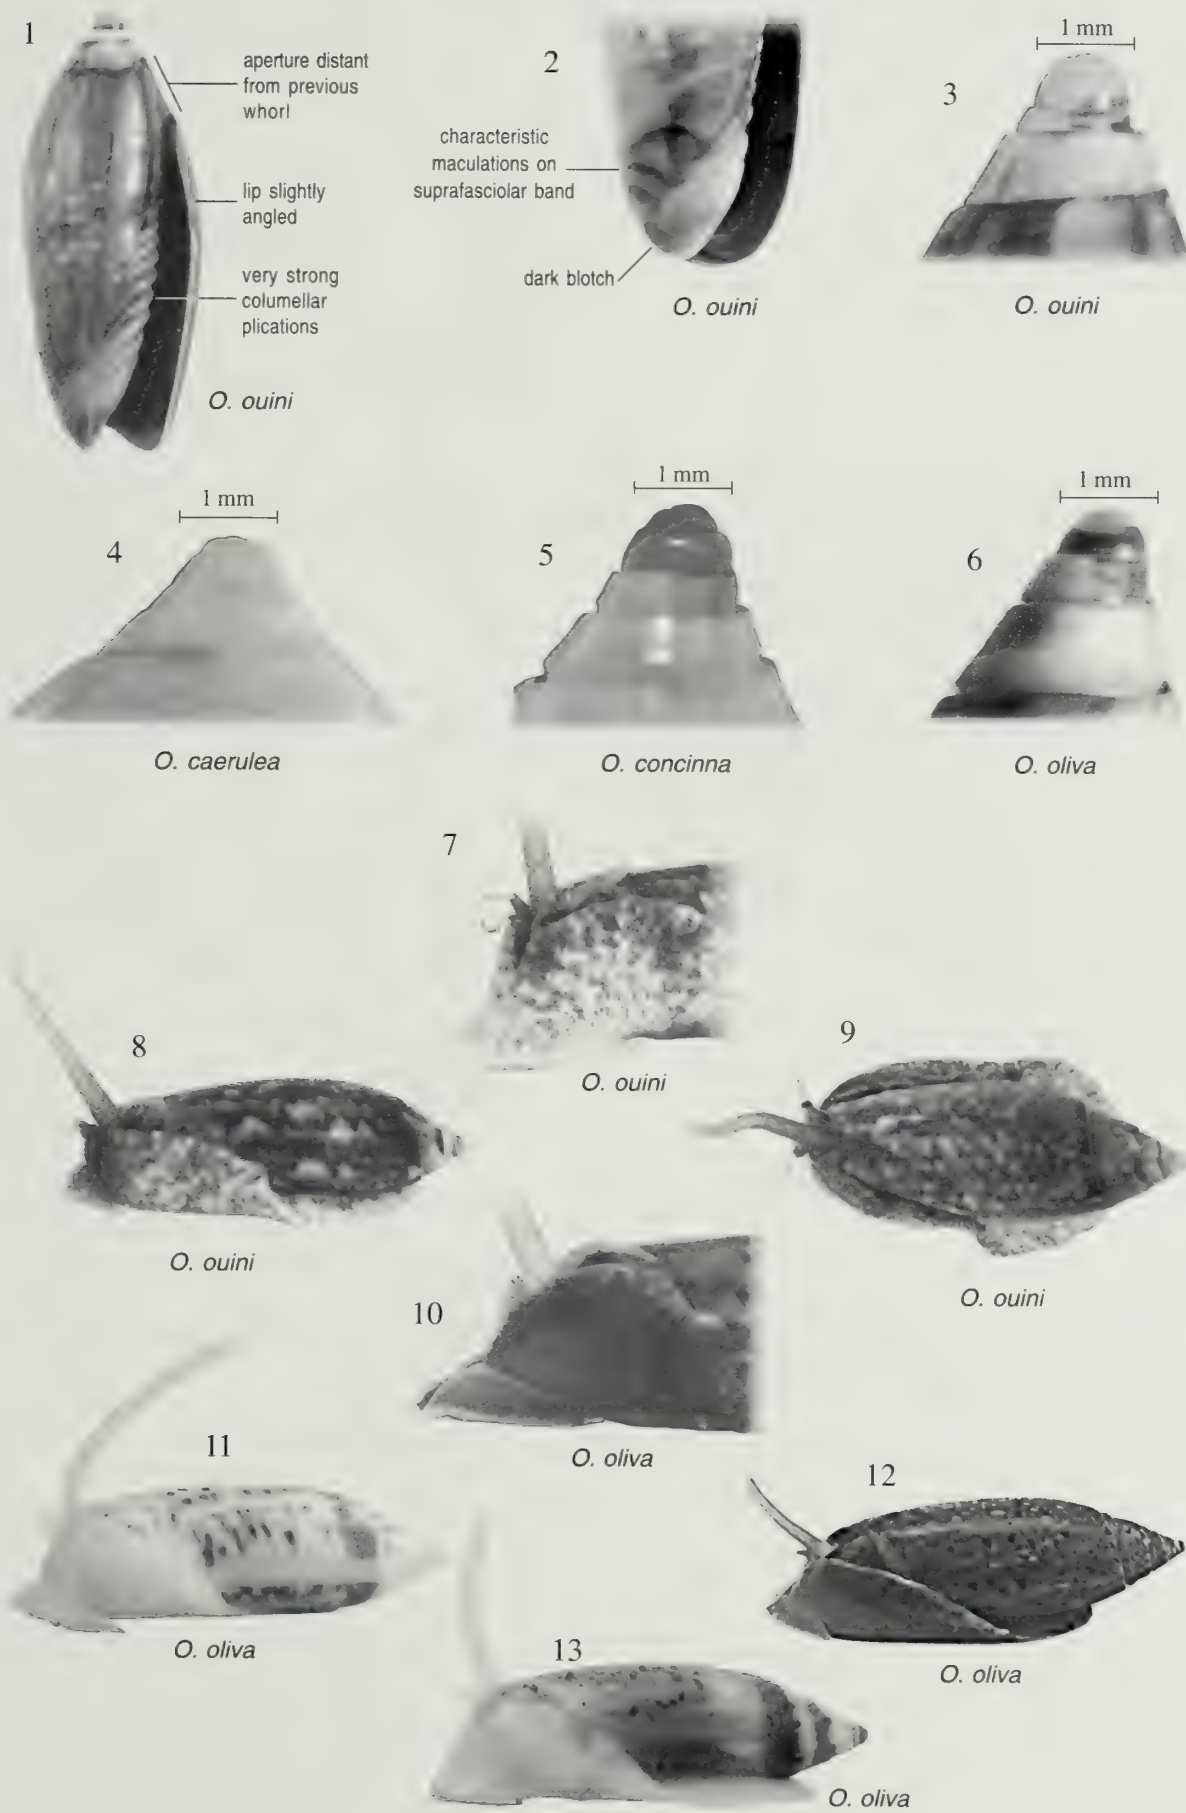 1
aperture distant
from previous
whorl
lip slightly
angled
very strong
columellar
plications
O. ouini
2
characteristic
maculations on
suprafasciolar band
dark blotch
O. ouini
1 mm
3
O. ouini
1 mm
4
O. caerulea
1 mm
5
O. concinna
1 mm
6
O. oliva
7
O. ouini
8
O. ouini
9
O. ouini
10
O. oliva
11
O. oliva
12
O. oliva
13
O. oliva